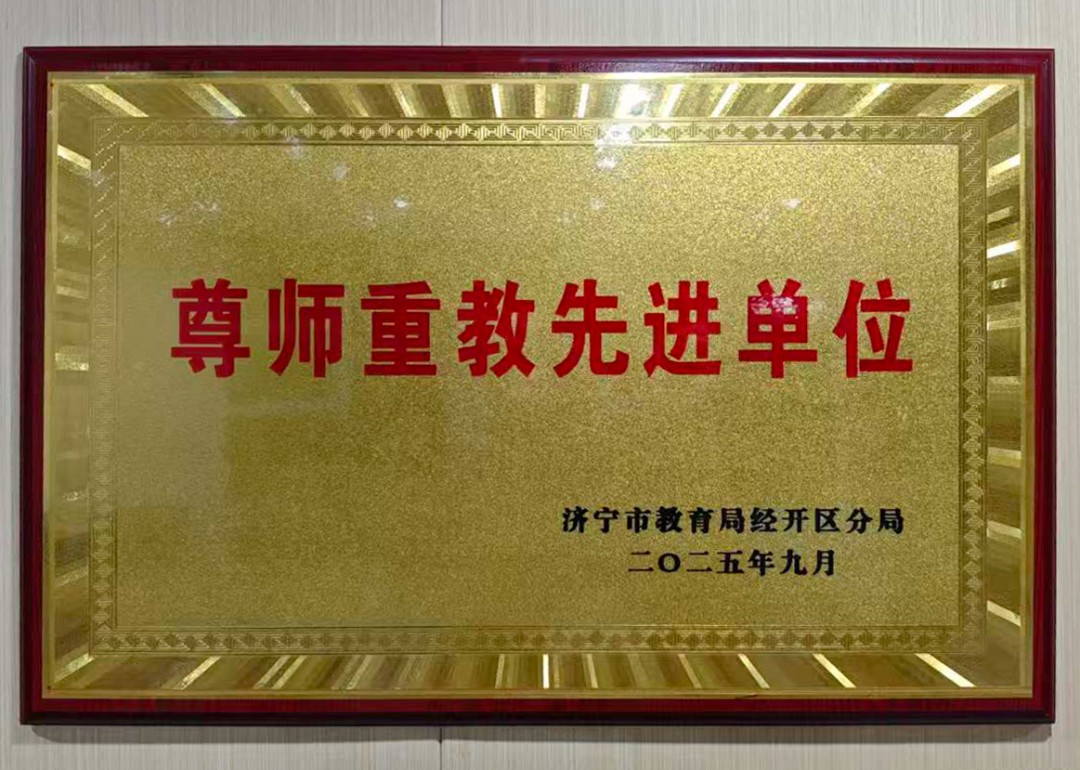 尊师重教先进单位
济宁市教育局经开区分局
二〇二五年九月